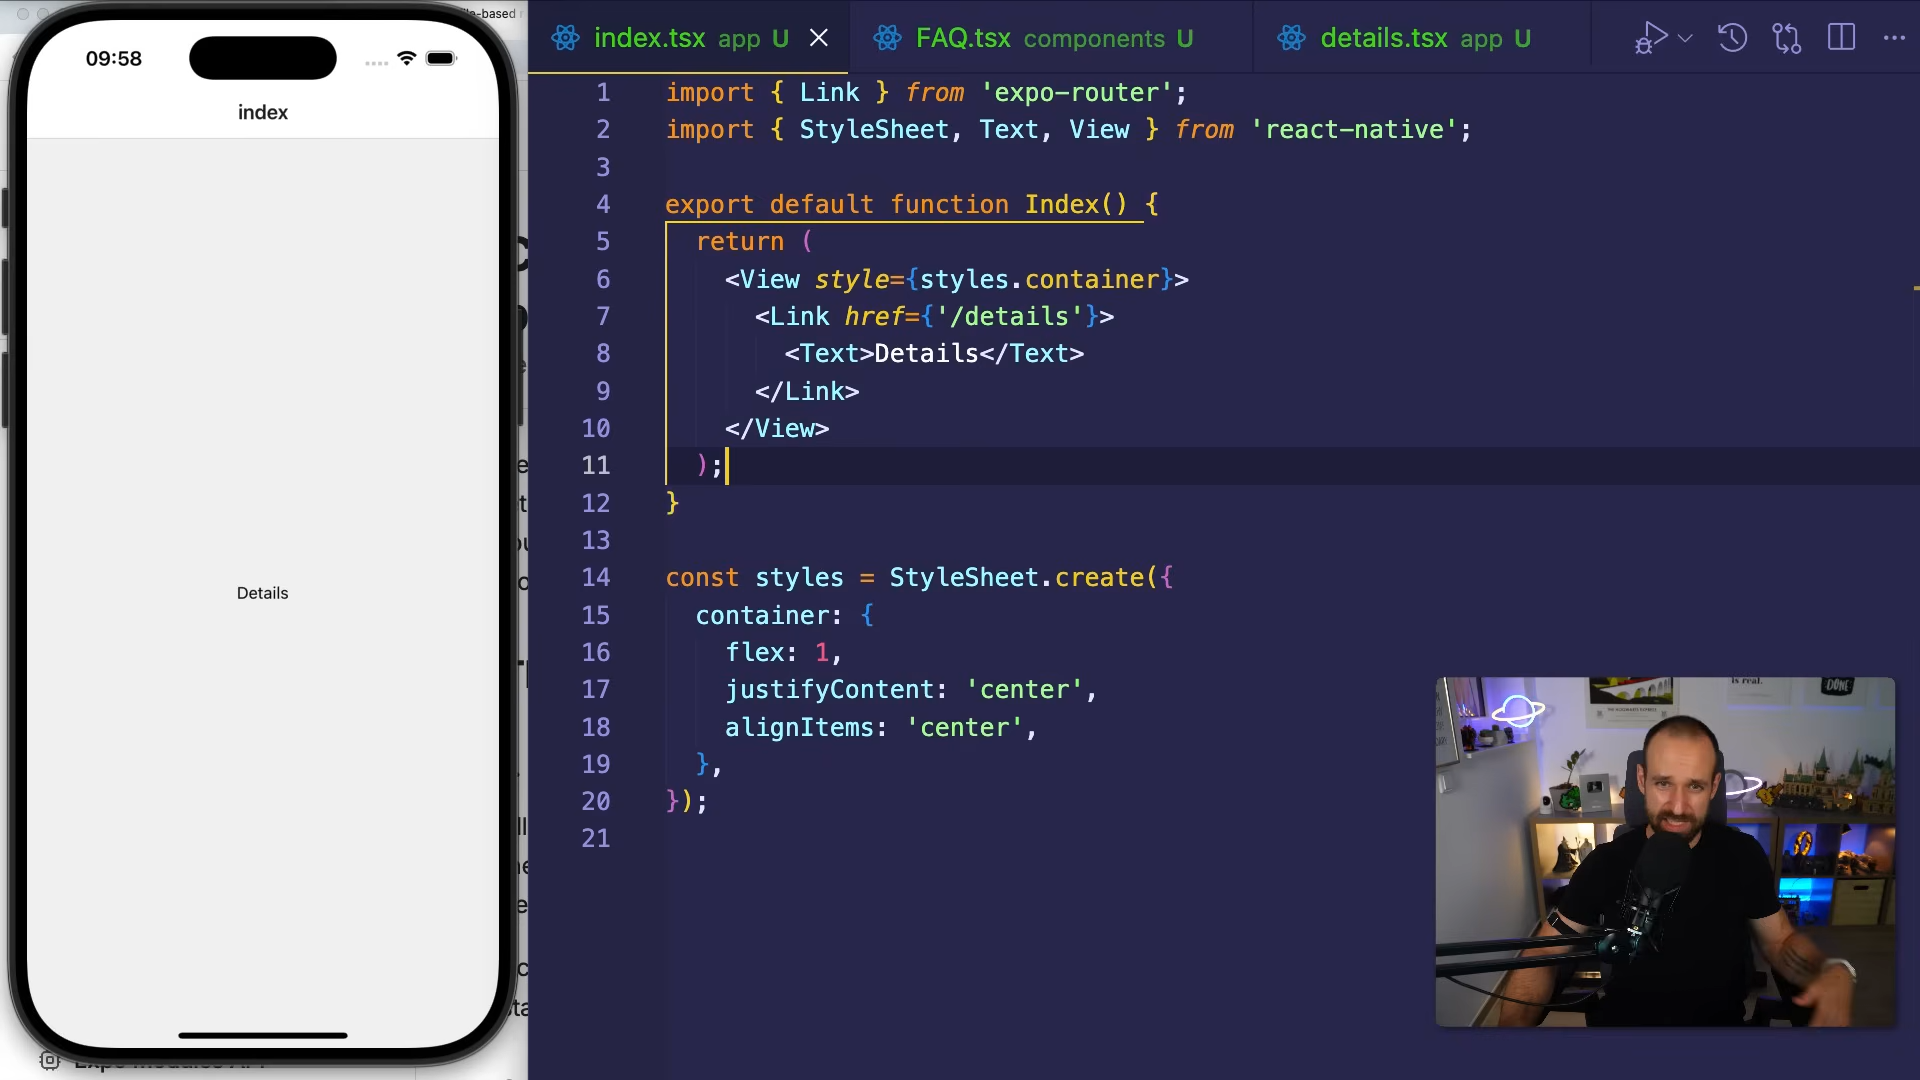 09:58
index
Details
index.tsx app U
FAQ.tsx components U
details.tsx app U
1 import { Link } from 'expo-router';
2 import { StyleSheet, Text, View } from 'react-native';
3
4 export default function Index() {
5 return (
6 <View style={styles.container}>
7 <Link href={'/details'}>
8 <Text>Details</Text>
9 </Link>
10 </View>
11 );
12 }
13
14 const styles = StyleSheet.create({
15 container: {
16 flex: 1,
17 justifyContent: 'center',
18 alignItems: 'center',
19 },
20 });
21
is real.
DONE